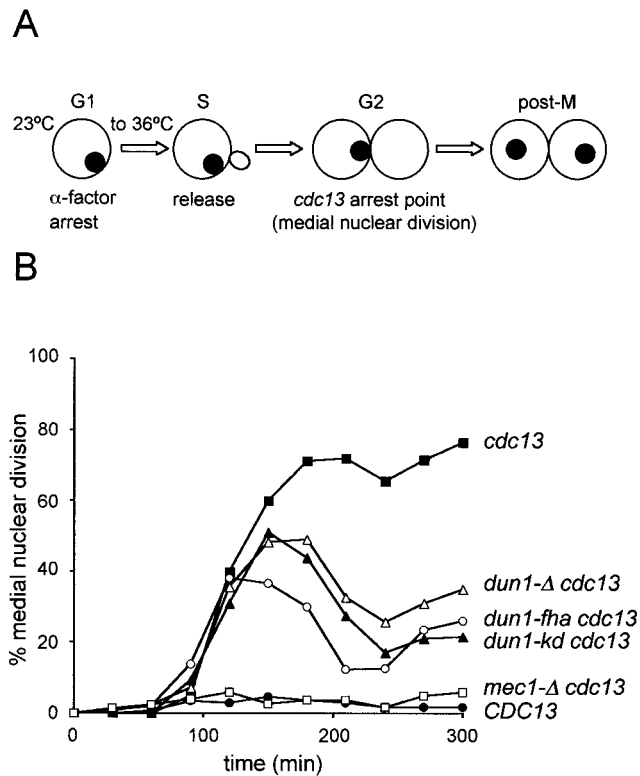 A
G1
S
G2
post-M
23ºC
to 36ºC
α-factor
arrest
release
cdc13 arrest point
(medial nuclear division)
B
% medial nuclear division
100
80
60
40
20
0
0
100
200
300
time (min)
cdc13
dun1-Δ cdc13
dun1-fha cdc13
dun1-kd cdc13
mec1-Δ cdc13
CDC13